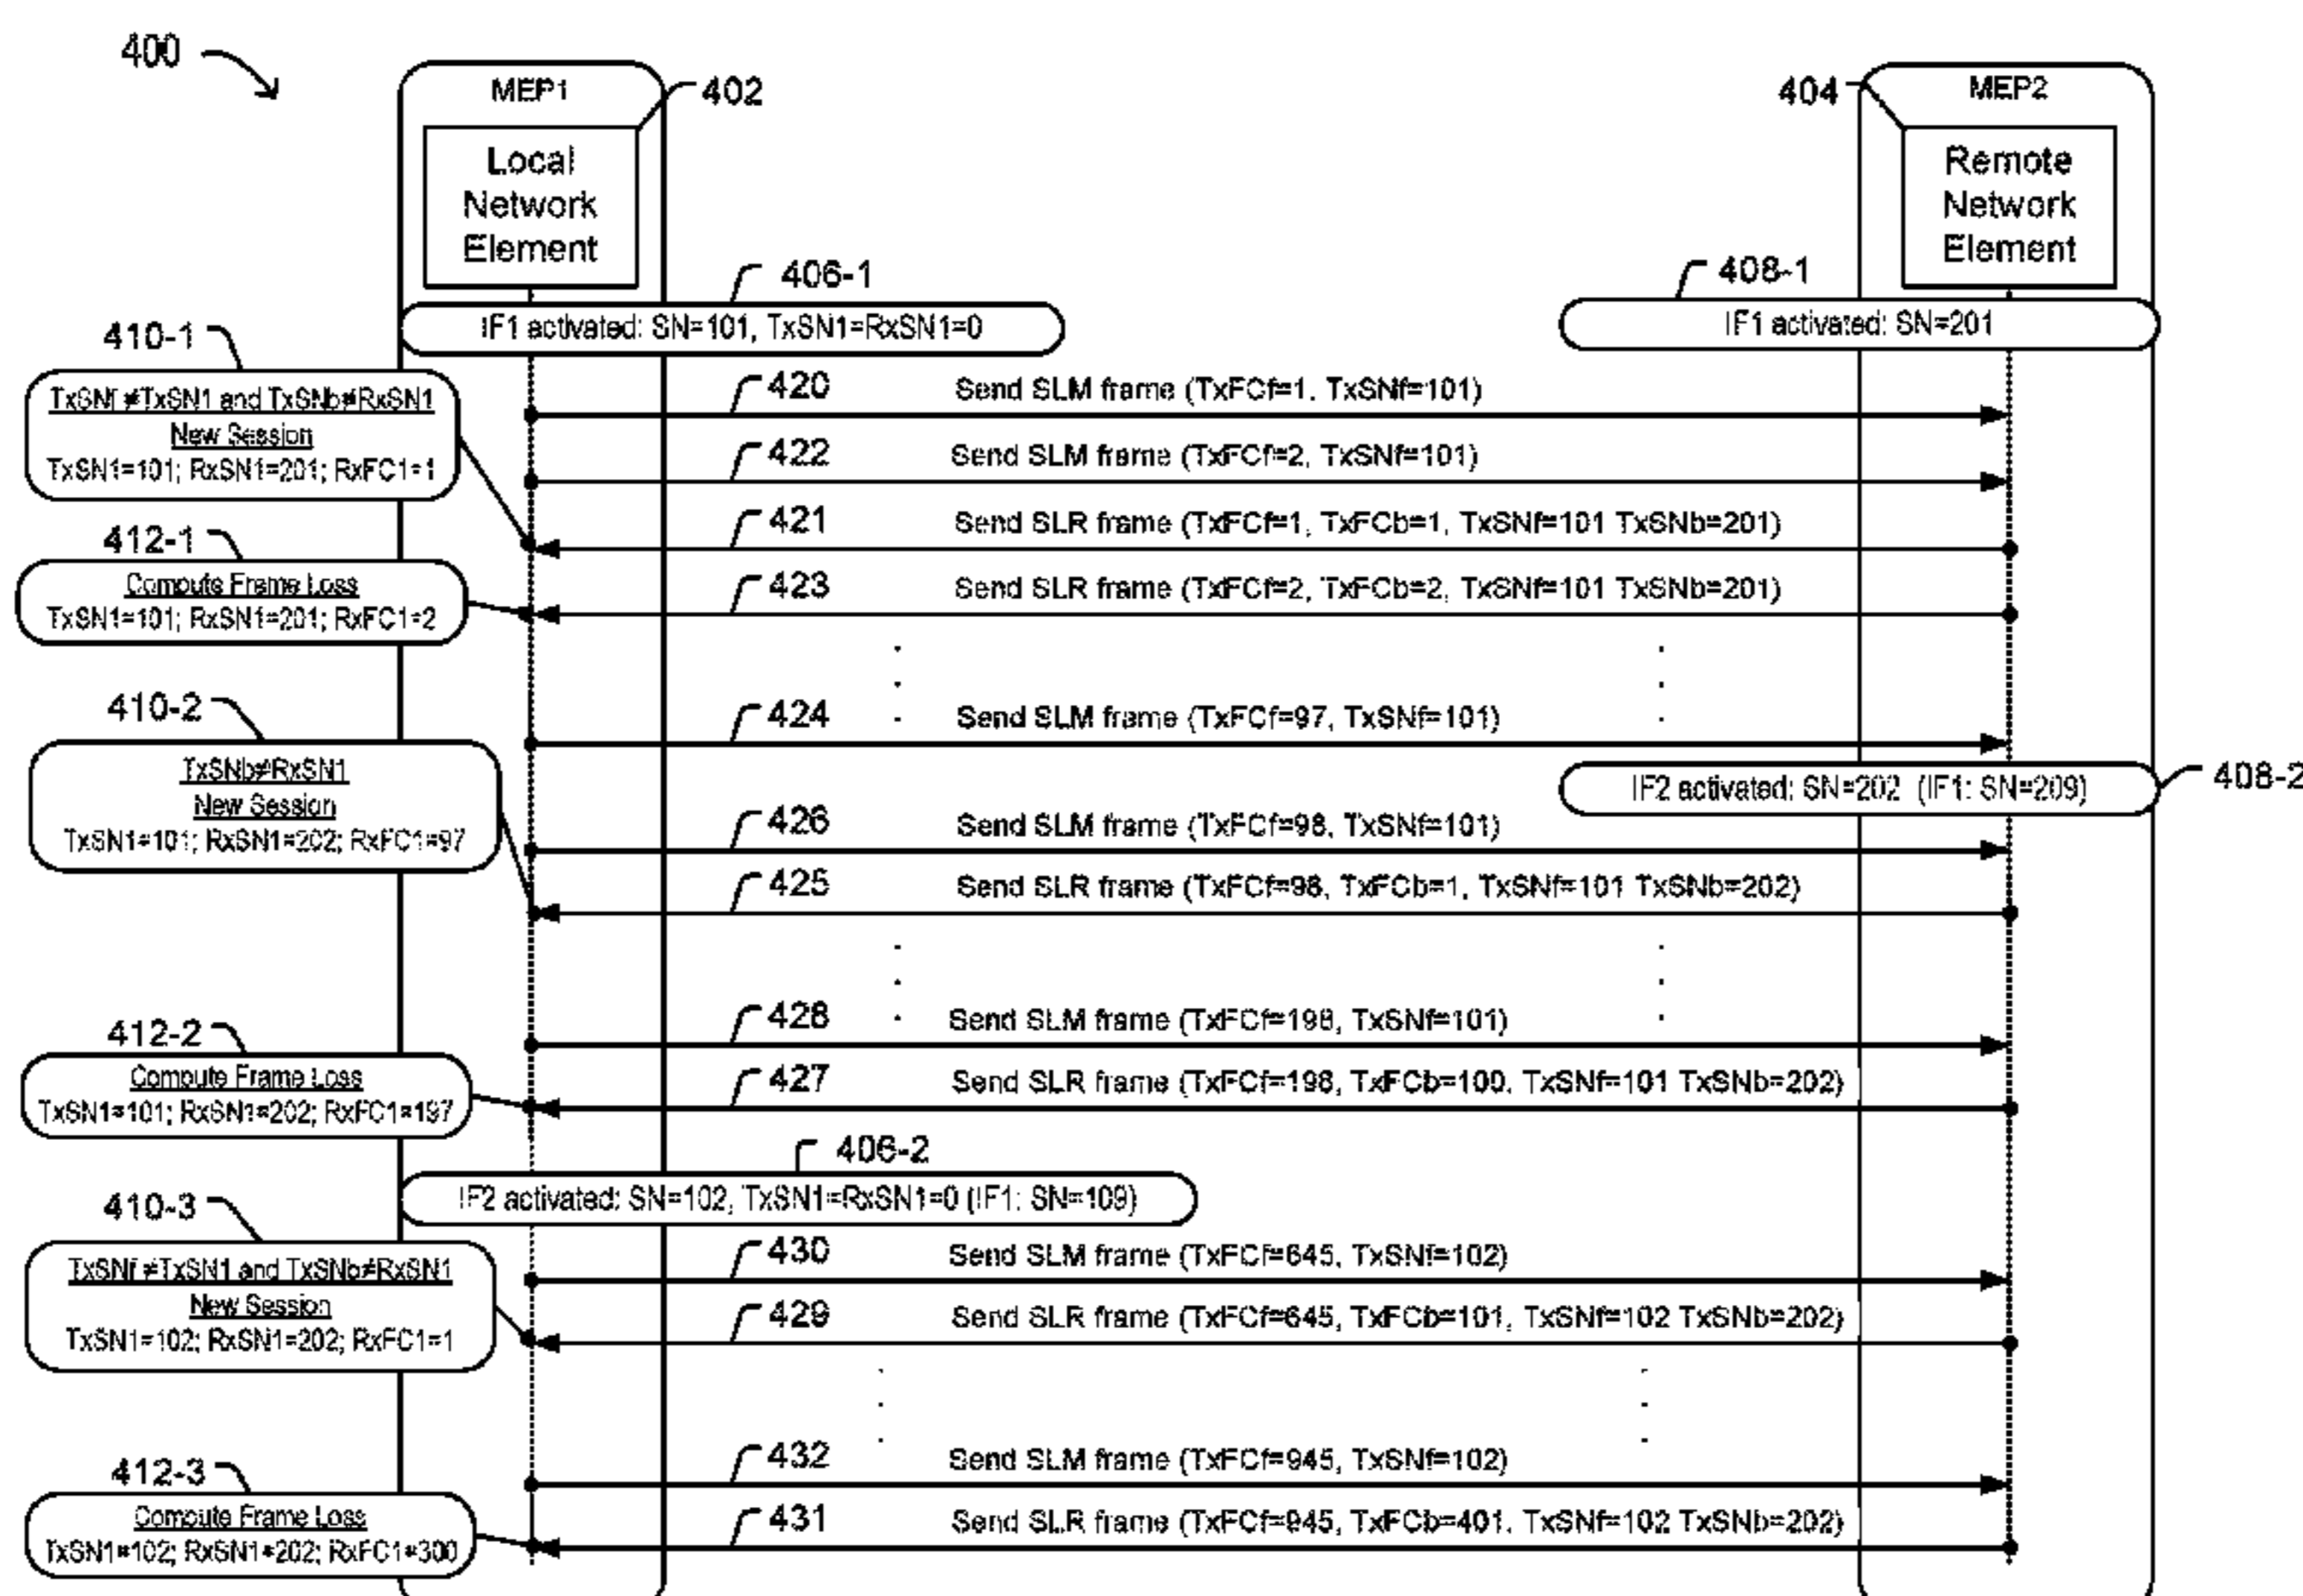 400
MEP1
402
404
MEP2
Local
Network
Element
Remote
Network
Element
406-1
408-1
IF1 activated: SN=101, TxSN1=RxSN1=0
IF1 activated: SN=201
410-1
TxSNf≠TxSN1 and TxSNb≠RxSN1
New Session
TxSN1=101; RxSN1=201; RxFC1=1
420
Send SLM frame (TxFCf=1, TxSNf=101)
422
Send SLM frame (TxFCf=2, TxSNf=101)
421
Send SLR frame (TxFCf=1, TxFCb=1, TxSNf=101 TxSNb=201)
412-1
Compute Frame Loss
TxSN1=101; RxSN1=201; RxFC1=2
423
Send SLR frame (TxFCf=2, TxFCb=2, TxSNf=101 TxSNb=201)
424
Send SLM frame (TxFCf=97, TxSNf=101)
410-2
TxSNb≠RxSN1
New Session
TxSN1=101; RxSN1=202; RxFC1=97
IF2 activated: SN=202 (IF1: SN=209)
408-2
426
Send SLM frame (TxFCf=98, TxSNf=101)
425
Send SLR frame (TxFCf=98, TxFCb=1, TxSNf=101 TxSNb=202)
428
Send SLM frame (TxFCf=198, TxSNf=101)
412-2
Compute Frame Loss
TxSN1=101; RxSN1=202; RxFC1=197
427
Send SLR frame (TxFCf=198, TxFCb=100, TxSNf=101 TxSNb=202)
406-2
IF2 activated: SN=102, TxSN1=RxSN1=0 (IF1: SN=109)
410-3
TxSNf≠TxSN1 and TxSNb≠RxSN1
New Session
TxSN1=102; RxSN1=202; RxFC1=1
430
Send SLM frame (TxFCf=645, TxSNf=102)
429
Send SLR frame (TxFCf=645, TxFCb=101, TxSNf=102 TxSNb=202)
432
Send SLM frame (TxFCf=945, TxSNf=102)
412-3
Compute Frame Loss
TxSN1=102; RxSN1=202; RxFC1=300
431
Send SLR frame (TxFCf=945, TxFCb=401, TxSNf=102 TxSNb=202)